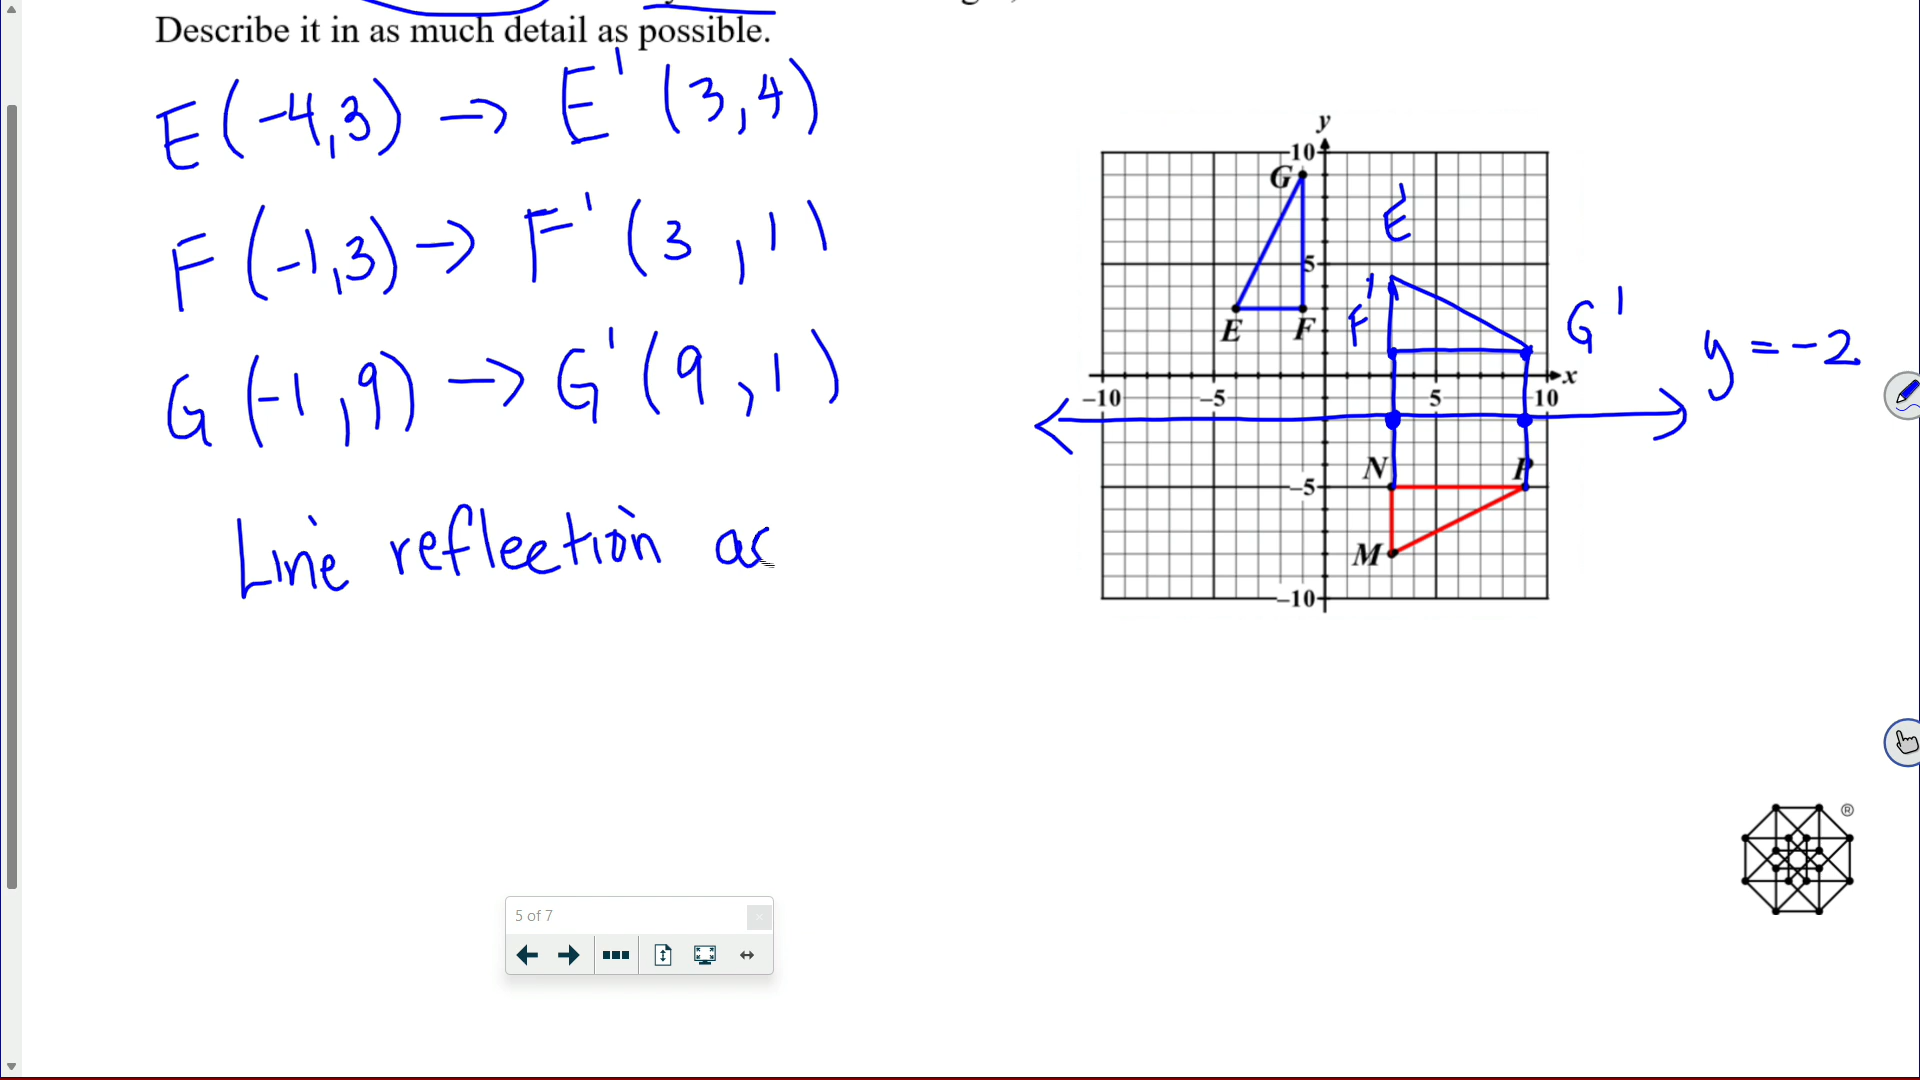 Describe it in as much detail as possible.
E (-4,3) → E' (3,4)
F (-1,3) → F' (3,1)
G (-1,9) → G' (9,1)
Line reflection as
y
10
G
E'
5
E
F
F'
G'
y = -2
x
–10
–5
5
10
N
P
–5
M
–10
®
5 of 7